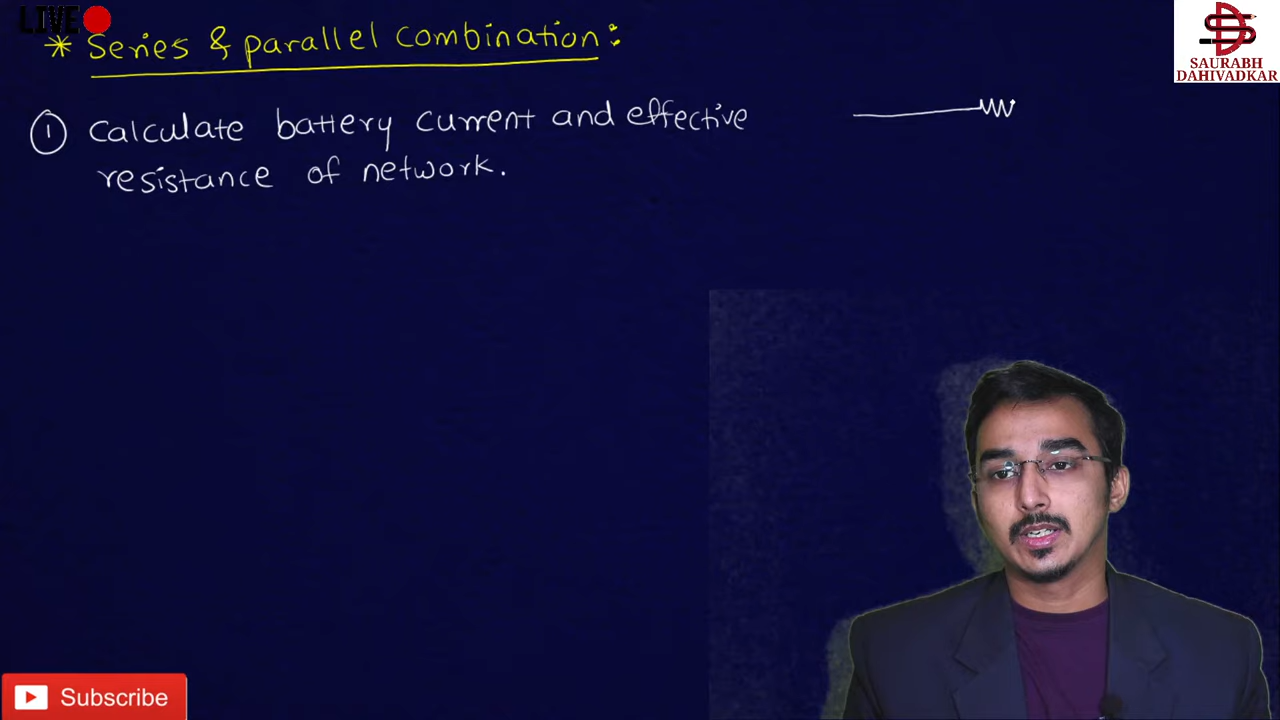 LIVE
* Series & parallel combination:
SAURABH
DAHIVADKAR
① Calculate battery current and effective
resistance of network.
Subscribe